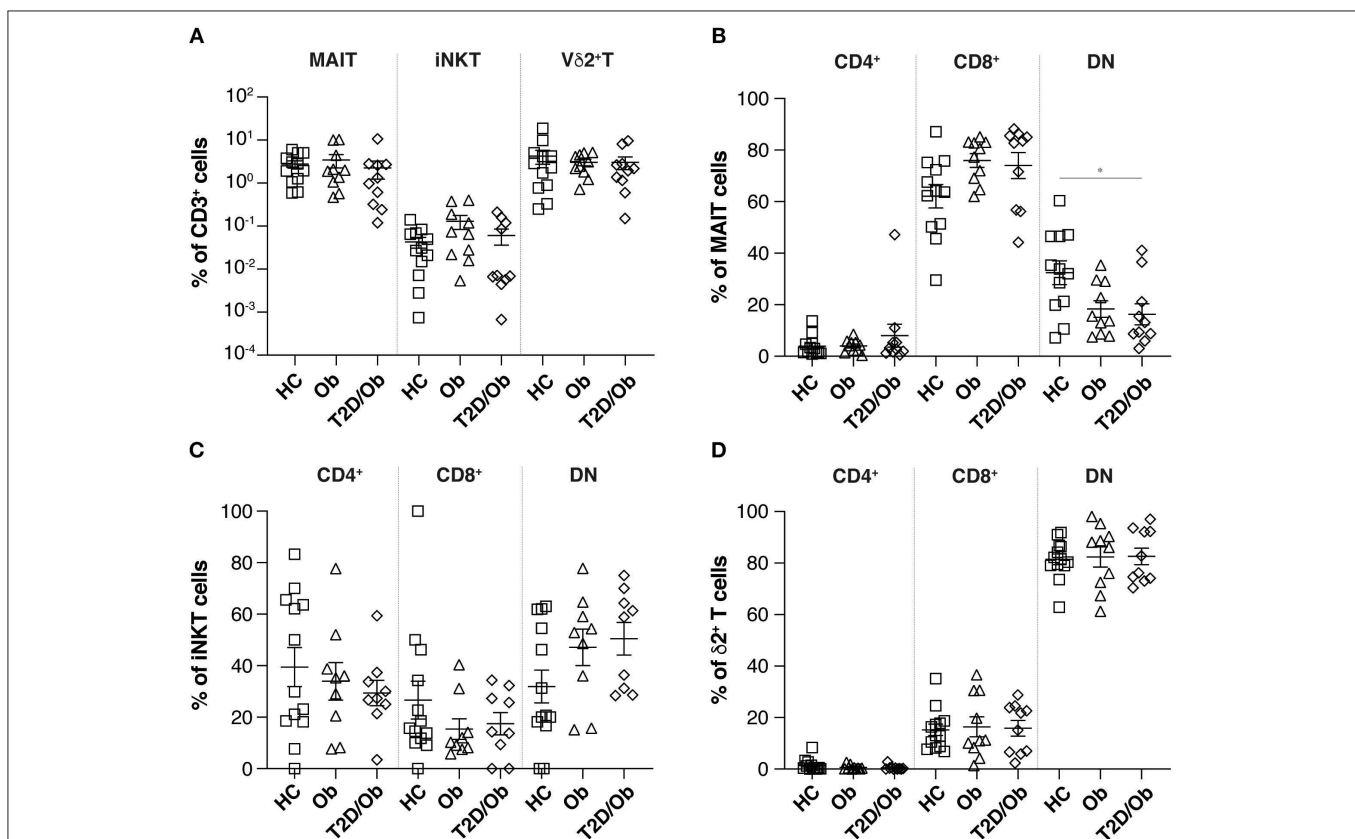 A
MAIT iNKT Vδ2⁺T
% of CD3⁺ cells
10²
10¹
10⁰
10⁻¹
10⁻²
10⁻³
10⁻⁴
HC Ob T2D/Ob HC Ob T2D/Ob HC Ob T2D/Ob
B
CD4⁺ CD8⁺ DN
% of MAIT cells
100
80
60
40
20
0
*
HC Ob T2D/Ob HC Ob T2D/Ob HC Ob T2D/Ob
C
CD4⁺ CD8⁺ DN
% of iNKT cells
100
80
60
40
20
0
HC Ob T2D/Ob HC Ob T2D/Ob HC Ob T2D/Ob
D
CD4⁺ CD8⁺ DN
% of δ2⁺ T cells
100
80
60
40
20
0
HC Ob T2D/Ob HC Ob T2D/Ob HC Ob T2D/Ob